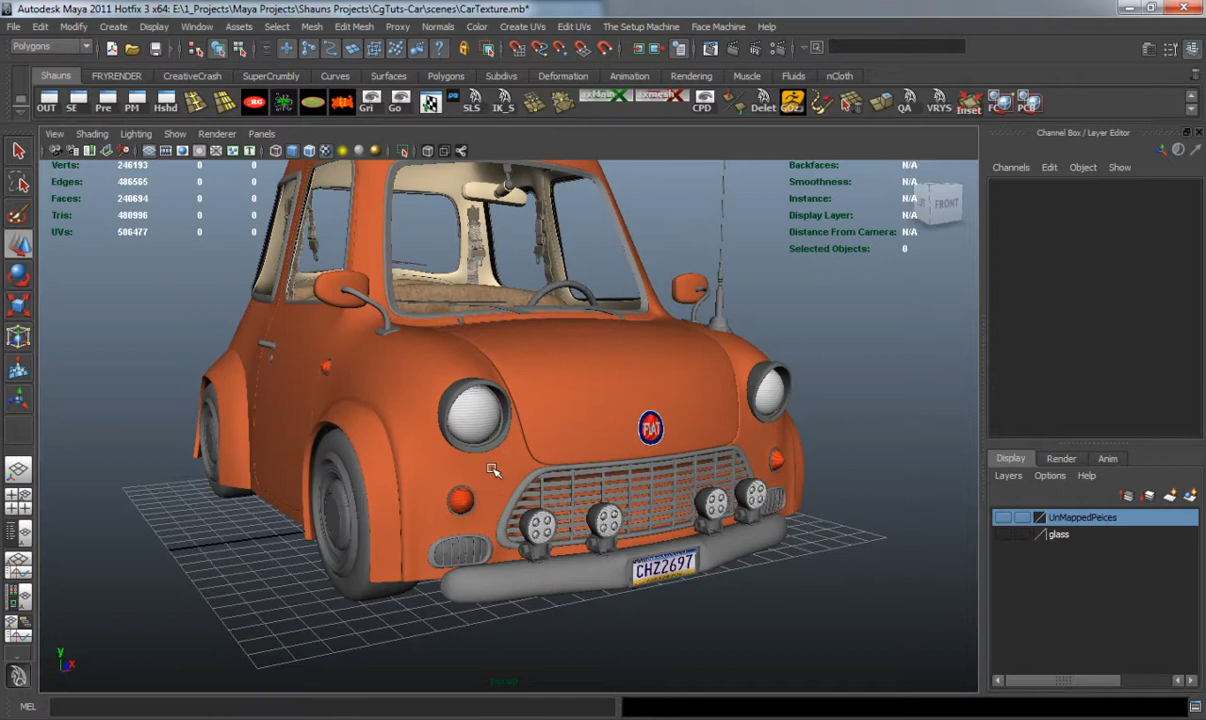 Autodesk Maya 2011 Hotfix 3 x64: E:\1_Projects\Maya Projects\Shauns Projects\CgTuts-Car\scenes\CarTexture.mb*
File Edit Modify Create Display Window Assets Select Mesh Edit Mesh Proxy Normals Color Create UVs Edit UVs The Setup Machine Face Machine Help
Polygons
Shauns FRYRENDER CreativeCrash SuperCrumbly Curves Surfaces Polygons Subdivs Deformation Animation Rendering Muscle Fluids nCloth
OUT SE Pre PM Hshd Gri Go SLS IK_S axMain axmesh CPD Delet GOz QA VRYS Inset FC PCB
View Shading Lighting Show Renderer Panels
Channel Box / Layer Editor
Channels Edit Object Show
Verts: 246193 0 0
Edges: 486565 0 0
Faces: 240694 0 0
Tris: 480996 0 0
UVs: 506477 0 0
Backfaces: N/A
Smoothness: N/A
Instance: N/A
Display Layer: N/A
Distance From Camera: N/A
Selected Objects: 0
FRONT
FIAT
CHZ2697
Display Render Anim
Layers Options Help
UnMappedPeices
glass
y
x
persp
MEL